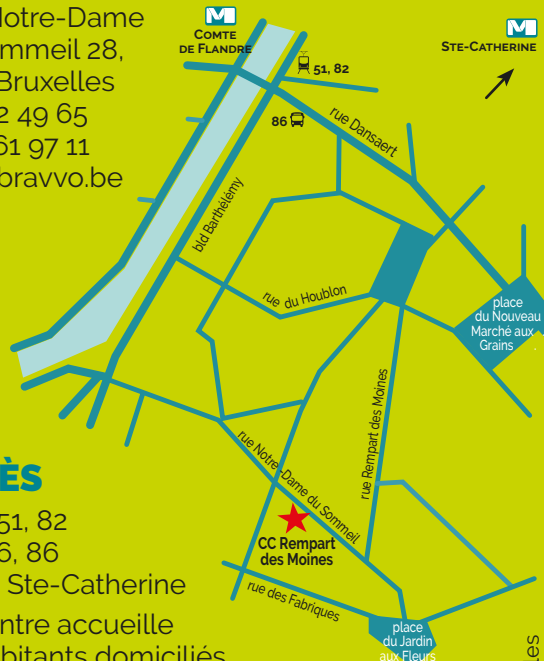 otre-Dame
mmeil 28,
Bruxelles
2 49 65
61 97 11
bravvo.be
M
COMTE
DE FLANDRE
M
STE-CATHERINE
51, 82
86
rue Dansaert
bld Barthélémy
rue du Houblon
place
du Nouveau
Marché aux
Grains
rue Rempart des Moines
rue Notre-Dame du Sommeil
CC Rempart
des Moines
rue des Fabriques
place
du Jardin
aux Fleurs
ÈS
51, 82
6, 86
Ste-Catherine
ntre accueille
bitants domiciliés
es